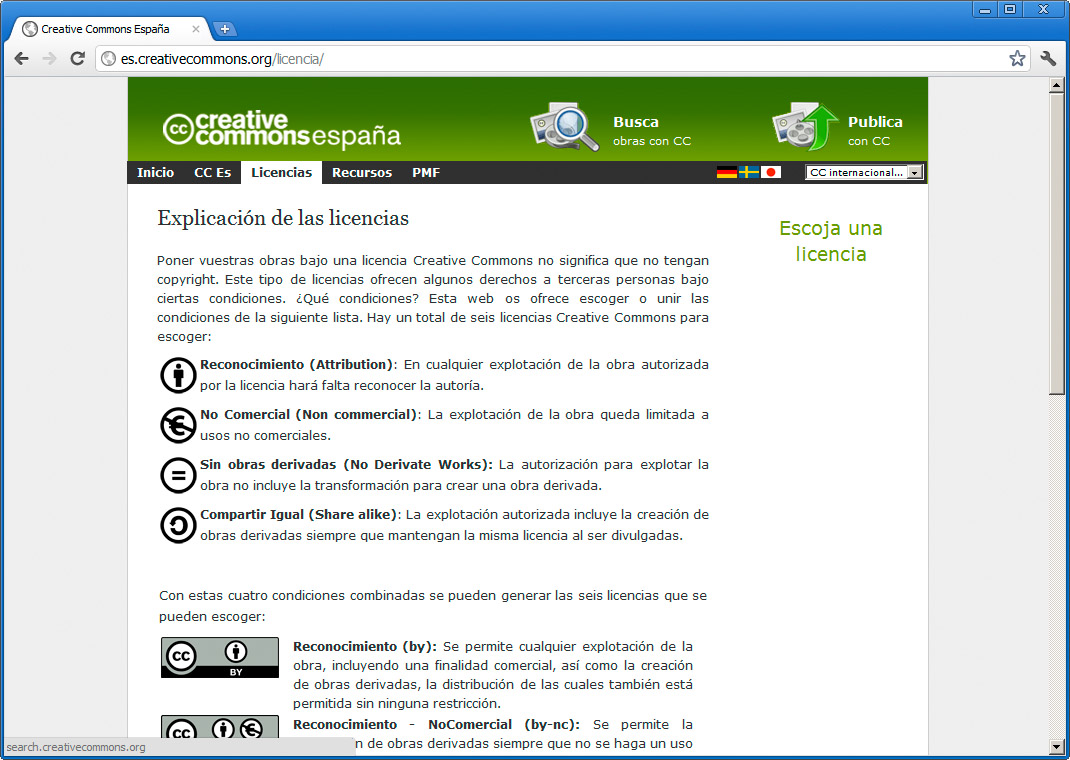 Creative Commons España
es.creativecommons.org/licencia/
cc creative commons españa
Busca
obras con CC
Publica
con CC
Inicio CC Es Licencias Recursos PMF
CC internacional...
Explicación de las licencias
Escoja una
licencia
Poner vuestras obras bajo una licencia Creative Commons no significa que no tengan
copyright. Este tipo de licencias ofrecen algunos derechos a terceras personas bajo
ciertas condiciones. ¿Qué condiciones? Esta web os ofrece escoger o unir las
condiciones de la siguiente lista. Hay un total de seis licencias Creative Commons para
escoger:
Reconocimiento (Attribution): En cualquier explotación de la obra autorizada
por la licencia hará falta reconocer la autoría.
No Comercial (Non commercial): La explotación de la obra queda limitada a
usos no comerciales.
Sin obras derivadas (No Derivate Works): La autorización para explotar la
obra no incluye la transformación para crear una obra derivada.
Compartir Igual (Share alike): La explotación autorizada incluye la creación de
obras derivadas siempre que mantengan la misma licencia al ser divulgadas.
Con estas cuatro condiciones combinadas se pueden generar las seis licencias que se
pueden escoger:
cc
BY
Reconocimiento (by): Se permite cualquier explotación de la
obra, incluyendo una finalidad comercial, así como la creación
de obras derivadas, la distribución de las cuales también está
permitida sin ninguna restricción.
cc
Reconocimiento - NoComercial (by-nc): Se permite la
n de obras derivadas siempre que no se haga un uso
search.creativecommons.org